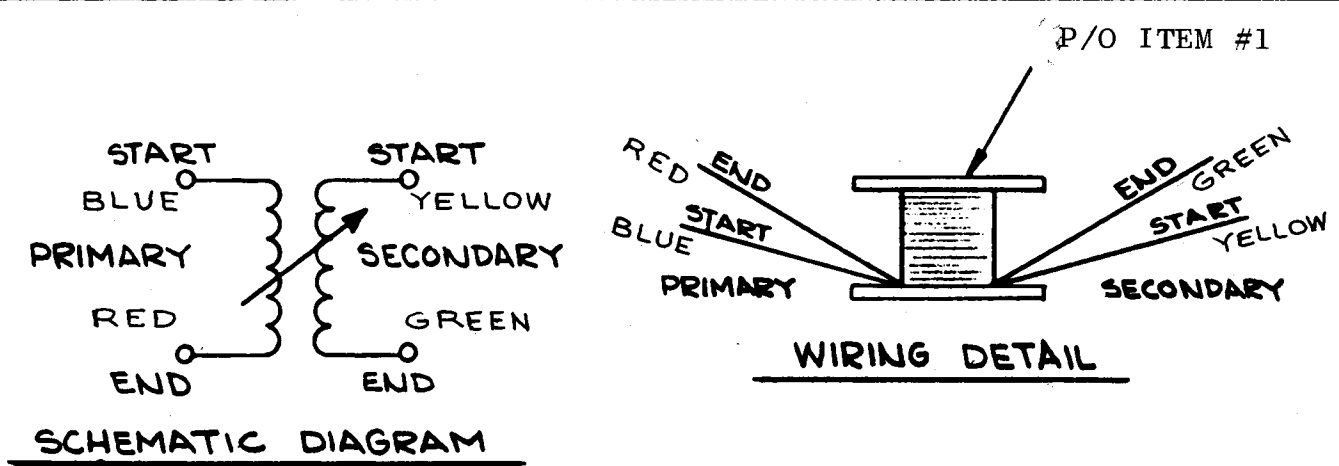 P/O ITEM #1
START START
BLUE YELLOW
PRIMARY SECONDARY
RED GREEN
END END
SCHEMATIC DIAGRAM
RED END
BLUE START
PRIMARY
END GREEN
START YELLOW
SECONDARY
WIRING DETAIL